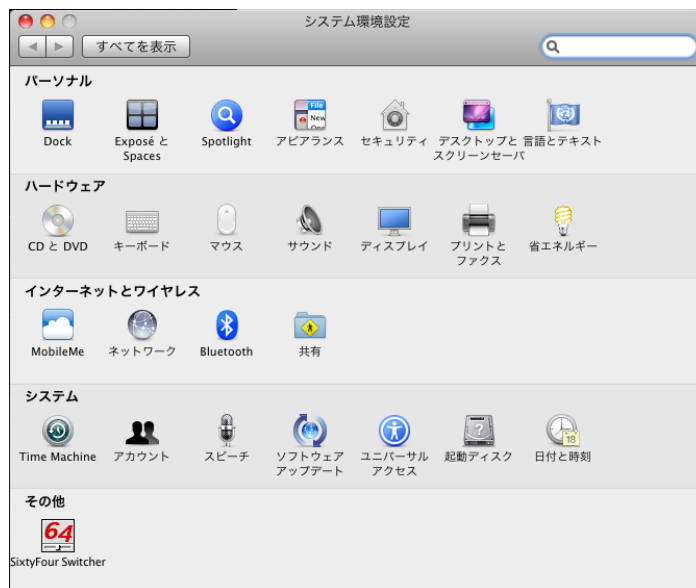 システム環境設定
すべてを表示
パーソナル
Dock
Exposé と
Spaces
Spotlight
アピアランス
セキュリティ
デスクトップと
スクリーンセーバ
言語とテキスト
ハードウェア
CD と DVD
キーボード
マウス
サウンド
ディスプレイ
プリントと
ファクス
省エネルギー
インターネットとワイヤレス
MobileMe
ネットワーク
Bluetooth
共有
システム
Time Machine
アカウント
スピーチ
ソフトウェア
アップデート
ユニバーサル
アクセス
起動ディスク
日付と時刻
その他
SixtyFour Switcher
File
New
?
18
64